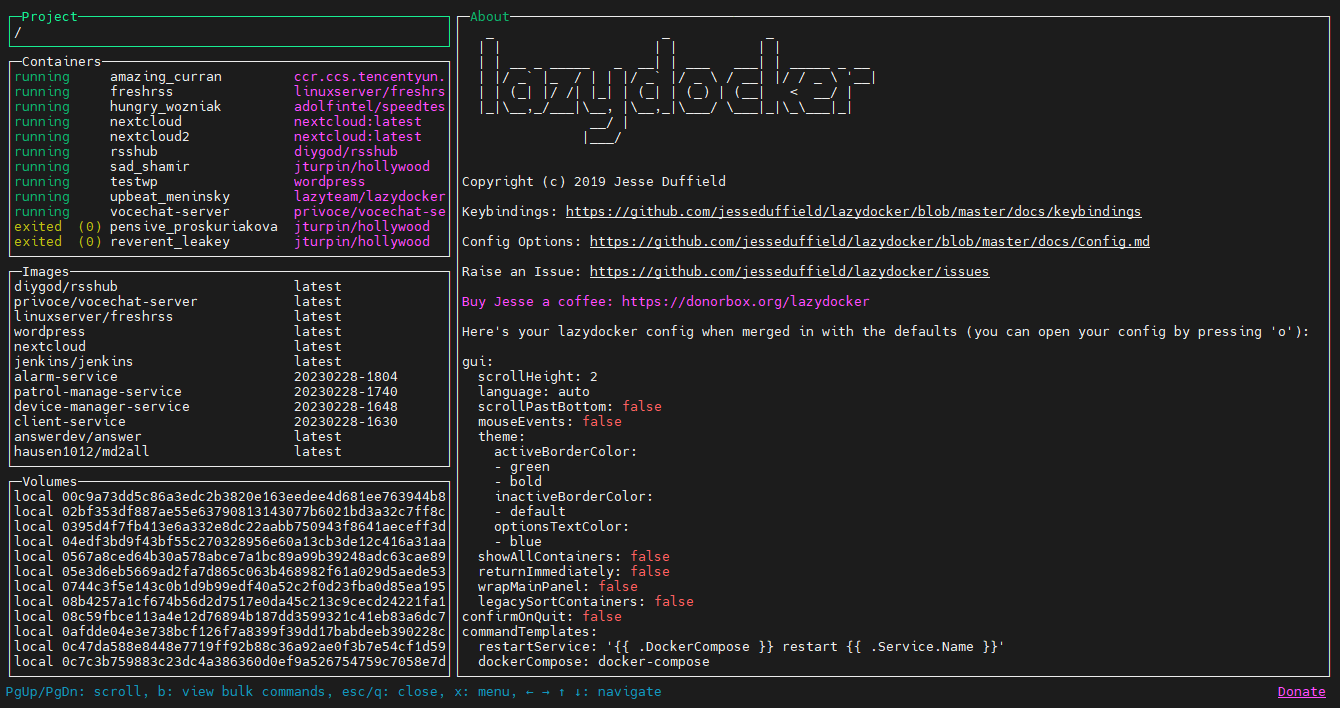 Project
/
Containers
running amazing_curran ccr.ccs.tencentyun.
running freshrss linuxserver/freshrs
running hungry_wozniak adolfintel/speedtes
running nextcloud nextcloud:latest
running nextcloud2 nextcloud:latest
running rsshub diygod/rsshub
running sad_shamir jturpin/hollywood
running testwp wordpress
running upbeat_meninsky lazyteam/lazydocker
running vocechat-server privoce/vocechat-se
exited (0) pensive_proskuriakova jturpin/hollywood
exited (0) reverent_leakey jturpin/hollywood
Images
diygod/rsshub latest
privoce/vocechat-server latest
linuxserver/freshrss latest
wordpress latest
nextcloud latest
jenkins/jenkins latest
alarm-service 20230228-1804
patrol-manage-service 20230228-1740
device-manager-service 20230228-1648
client-service 20230228-1630
answerdev/answer latest
hausen1012/md2all latest
Volumes
local 00c9a73dd5c86a3edc2b3820e163eedee4d681ee763944b8
local 02bf353df887ae55e63790813143077b6021bd3a32c7ff8c
local 0395d4f7fb413e6a332e8dc22aabb750943f8641aeceff3d
local 04edf3bd9f43bf55c270328956e60a13cb3de12c416a31aa
local 0567a8ced64b30a578abce7a1bc89a99b39248adc63cae89
local 05e3d6eb5669ad2fa7d865c063b468982f61a029d5aede53
local 0744c3f5e143c0b1d9b99edf40a52c2f0d23fba0d85ea195
local 08b4257a1cf674b56d2d7517e0da45c213c9cecd24221fa1
local 08c59fbce113a4e12d76894b187dd3599321c41eb83a6dc7
local 0afdde04e3e738bcf126f7a8399f39dd17babdeeb390228c
local 0c47da588e8448e7719ff92b88c36a92ae0f3b7e54cf1d59
local 0c7c3b759883c23dc4a386360d0ef9a526754759c7058e7d
About
lazydocker
Copyright (c) 2019 Jesse Duffield
Keybindings: https://github.com/jesseduffield/lazydocker/blob/master/docs/keybindings
Config Options: https://github.com/jesseduffield/lazydocker/blob/master/docs/Config.md
Raise an Issue: https://github.com/jesseduffield/lazydocker/issues
Buy Jesse a coffee: https://donorbox.org/lazydocker
Here's your lazydocker config when merged in with the defaults (you can open your config by pressing 'o'):
gui:
scrollHeight: 2
language: auto
scrollPastBottom: false
mouseEvents: false
theme:
activeBorderColor:
- green
- bold
inactiveBorderColor:
- default
optionsTextColor:
- blue
showAllContainers: false
returnImmediately: false
wrapMainPanel: false
legacySortContainers: false
confirmOnQuit: false
commandTemplates:
restartService: '{{ .DockerCompose }} restart {{ .Service.Name }}'
dockerCompose: docker-compose
PgUp/PgDn: scroll, b: view bulk commands, esc/q: close, x: menu, ← → ↑ ↓: navigate
Donate